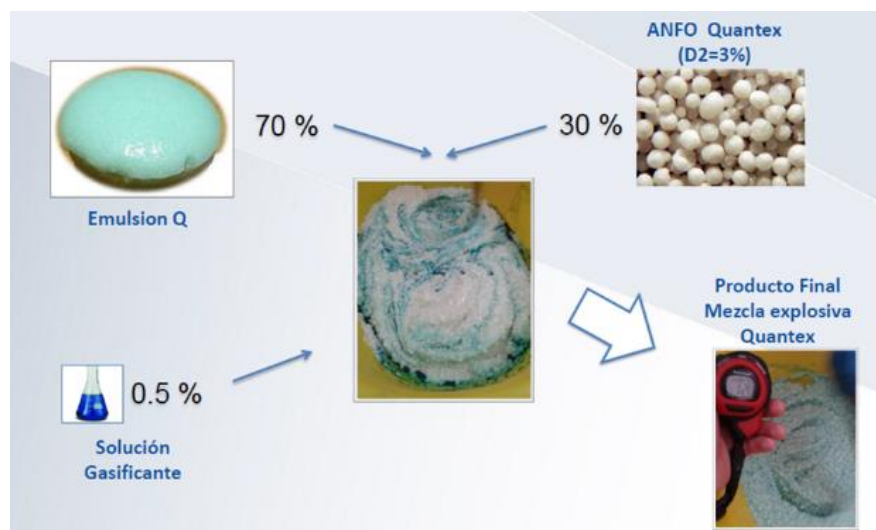 ANFO Quantex
(D2=3%)
70 %
30 %
Emulsion Q
Producto Final
Mezcla explosiva
Quantex
0.5 %
Solución
Gasificante